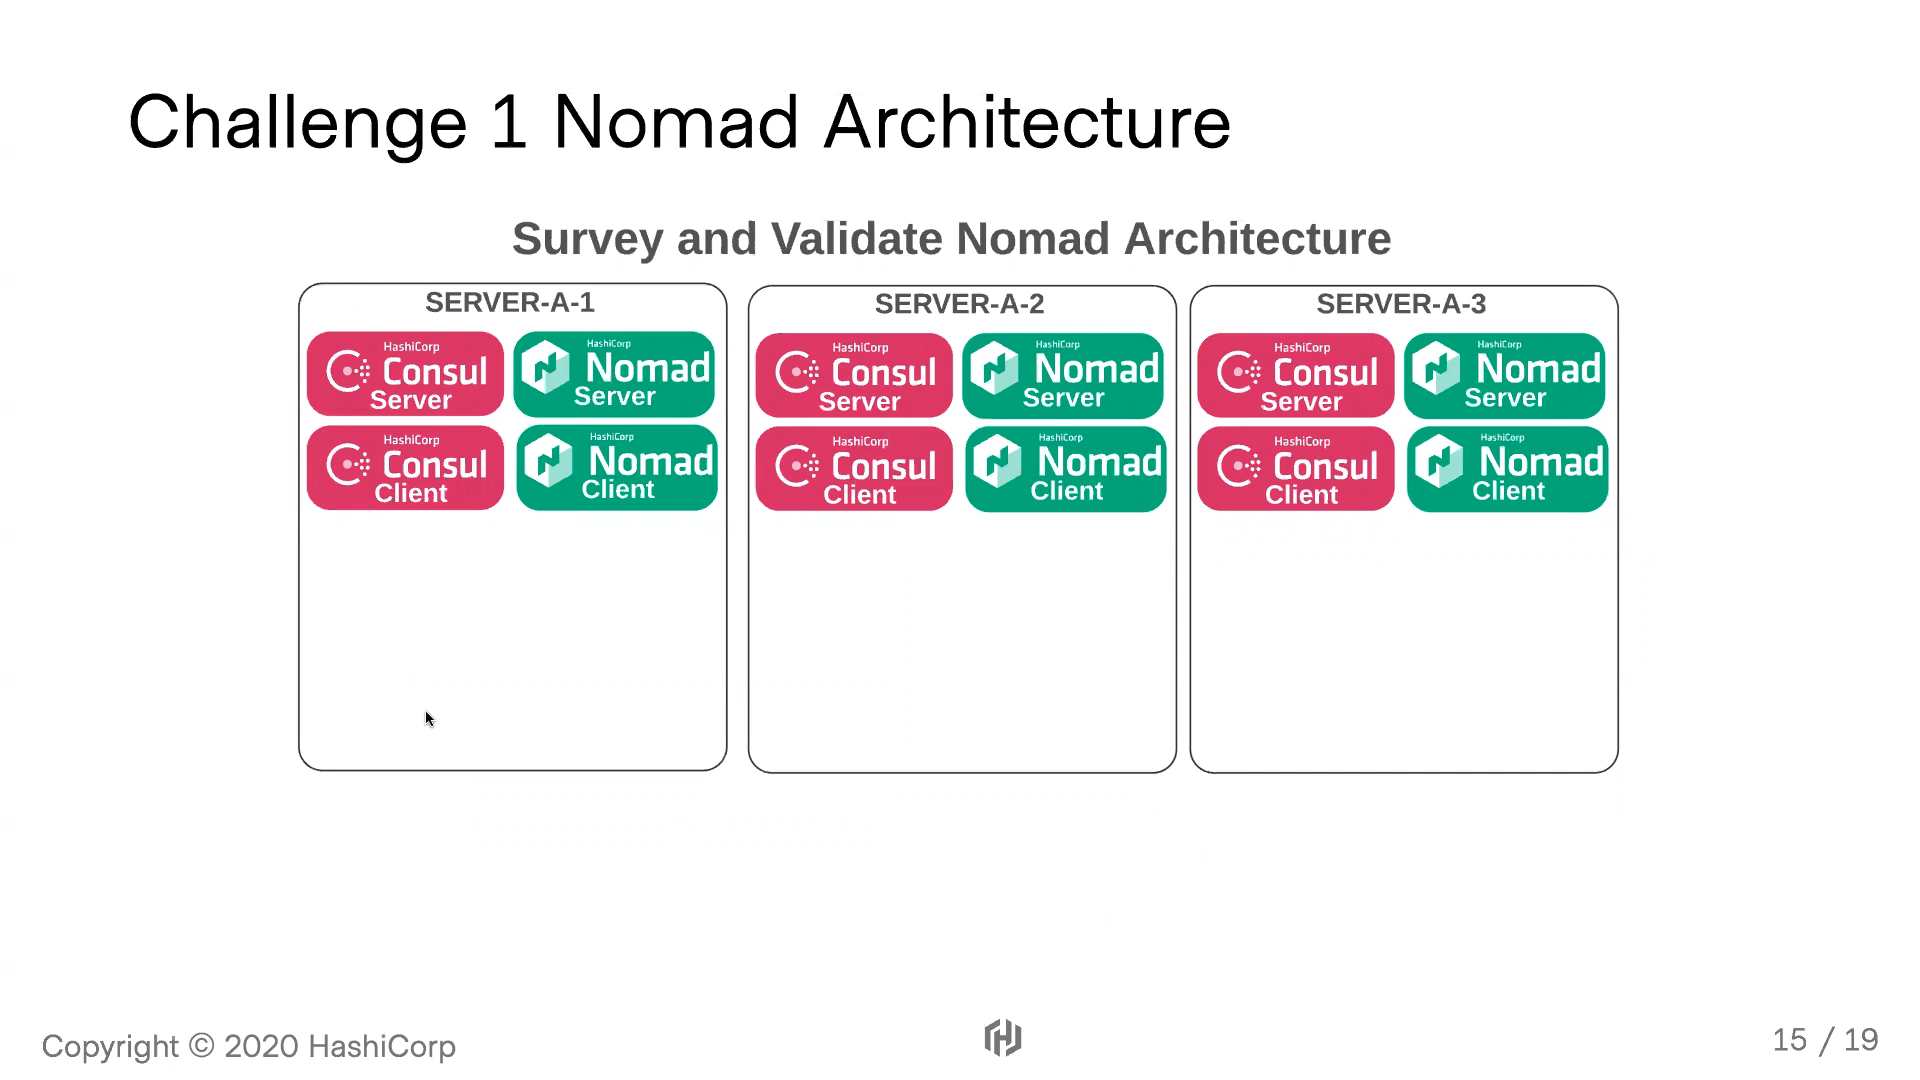 Challenge 1 Nomad Architecture
Survey and Validate Nomad Architecture
SERVER-A-1
HashiCorp
Consul
Server
HashiCorp
Nomad
Server
HashiCorp
Consul
Client
HashiCorp
Nomad
Client
SERVER-A-2
HashiCorp
Consul
Server
HashiCorp
Nomad
Server
HashiCorp
Consul
Client
HashiCorp
Nomad
Client
SERVER-A-3
HashiCorp
Consul
Server
HashiCorp
Nomad
Server
HashiCorp
Consul
Client
HashiCorp
Nomad
Client
Copyright © 2020 HashiCorp
15 / 19